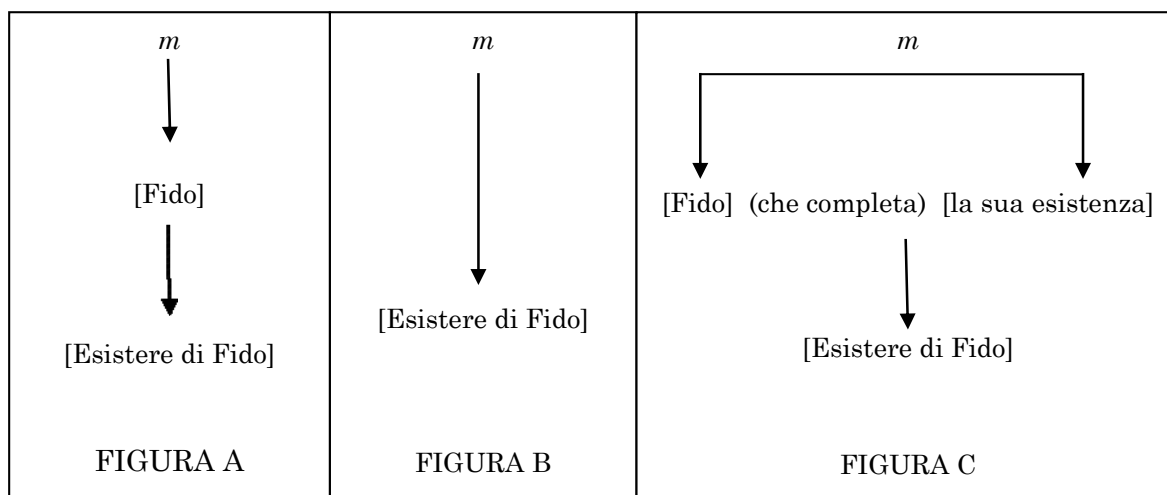 m
[Fido]
[Esistere di Fido]
FIGURA A
m
[Esistere di Fido]
FIGURA B
m
[Fido] (che completa) [la sua esistenza]
[Esistere di Fido]
FIGURA C